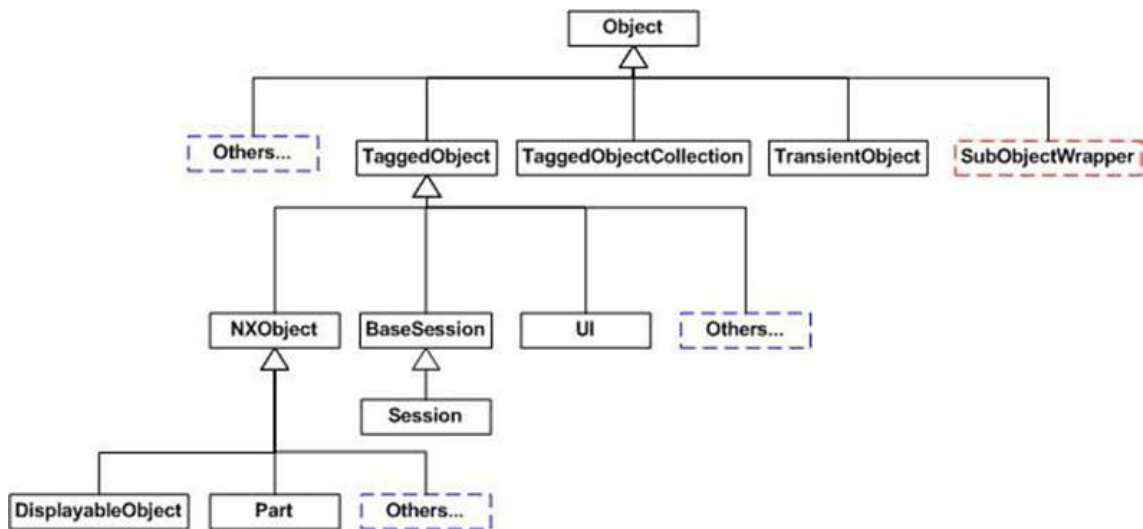 Object
Others...
TaggedObject
TaggedObjectCollection
TransientObject
SubObjectWrapper
NXObject
BaseSession
UI
Others...
Session
DisplayableObject
Part
Others...